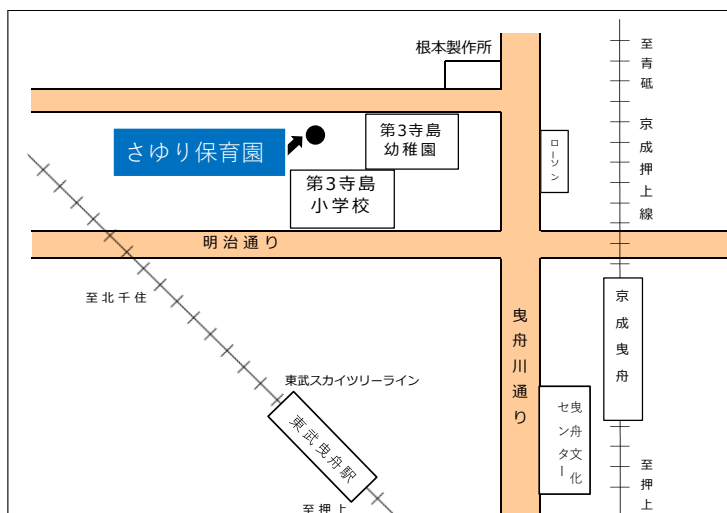 根本製作所
至青砥
京成押上線
さゆり保育園
第3寺島
幼稚園
ローソン
第3寺島
小学校
明治通り
至北千住
京成曳舟
曳舟川通り
東武スカイツリーライン
曳舟文化
センター
東武曳舟駅
至押上
至押上